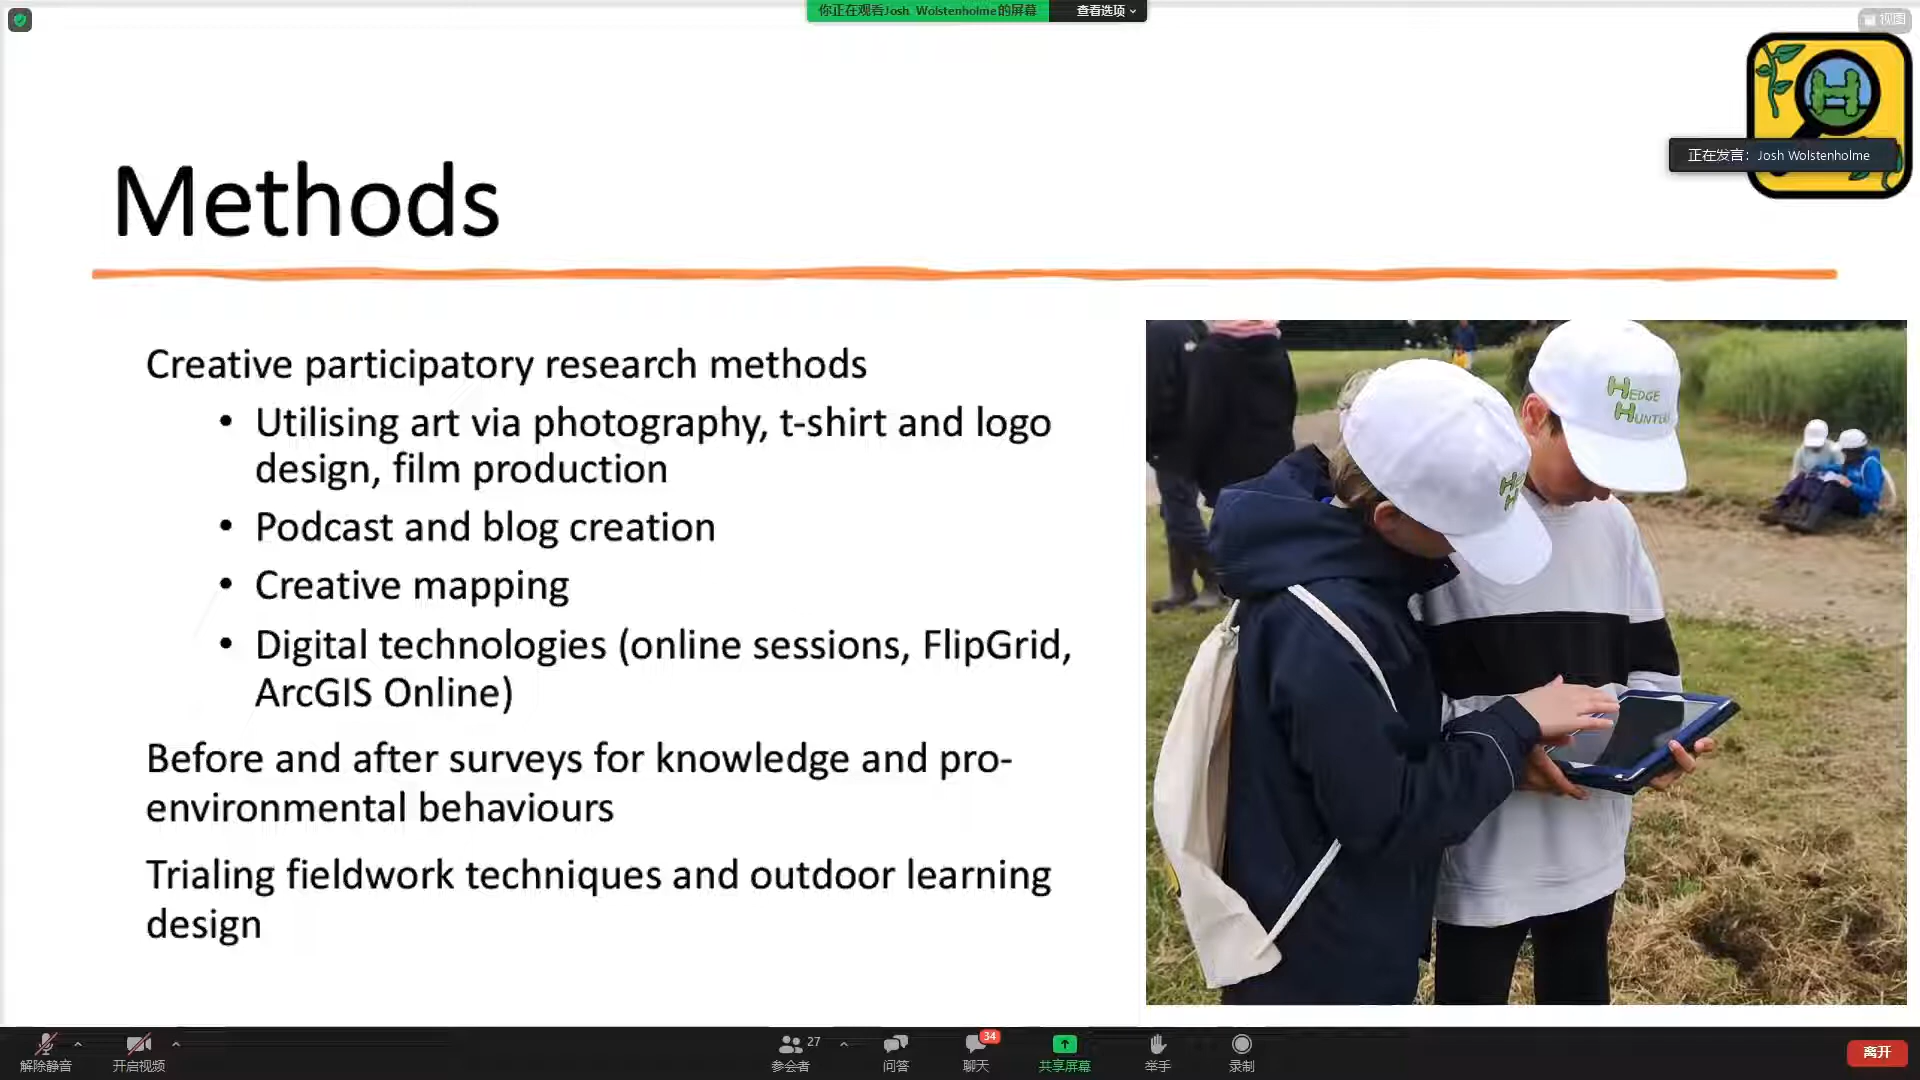 你正在观看Josh Wolstenholme的屏幕
查看选项
视图
H
正在发言: Josh Wolstenholme
Methods
Creative participatory research methods
• Utilising art via photography, t-shirt and logo
design, film production
• Podcast and blog creation
• Creative mapping
• Digital technologies (online sessions, FlipGrid,
ArcGIS Online)
Before and after surveys for knowledge and pro-
environmental behaviours
Trialing fieldwork techniques and outdoor learning
design
HEDGE
HUNTE
H
H
解除静音
开启视频
27
参会者
问答
34
聊天
共享屏幕
举手
录制
离开